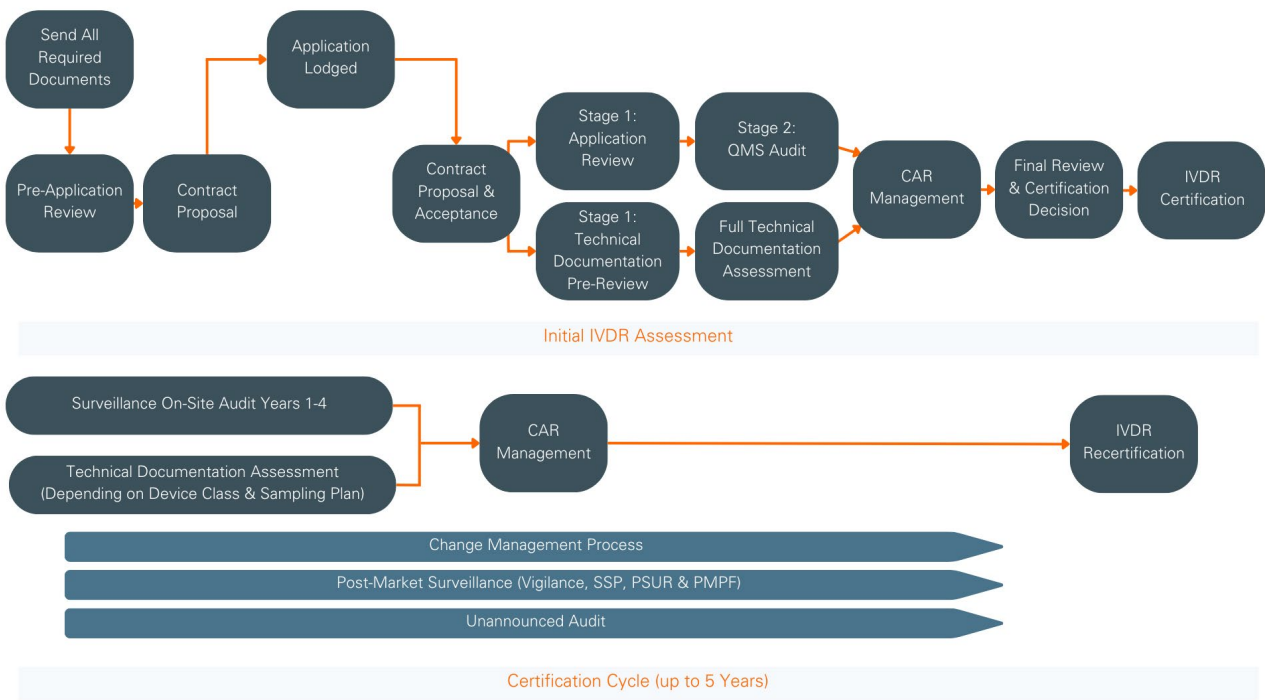 Send All
Required
Documents
Pre-Application
Review
Contract
Proposal
Application
Lodged
Contract
Proposal &
Acceptance
Stage 1:
Application
Review
Stage 2:
QMS Audit
Stage 1:
Technical
Documentation
Pre-Review
Full Technical
Documentation
Assessment
CAR
Management
Final Review
& Certification
Decision
IVDR
Certification
Initial IVDR Assessment
Surveillance On-Site Audit Years 1-4
Technical Documentation Assessment
(Depending on Device Class & Sampling Plan)
CAR
Management
IVDR
Recertification
Change Management Process
Post-Market Surveillance (Vigilance, SSP, PSUR & PMPF)
Unannounced Audit
Certification Cycle (up to 5 Years)